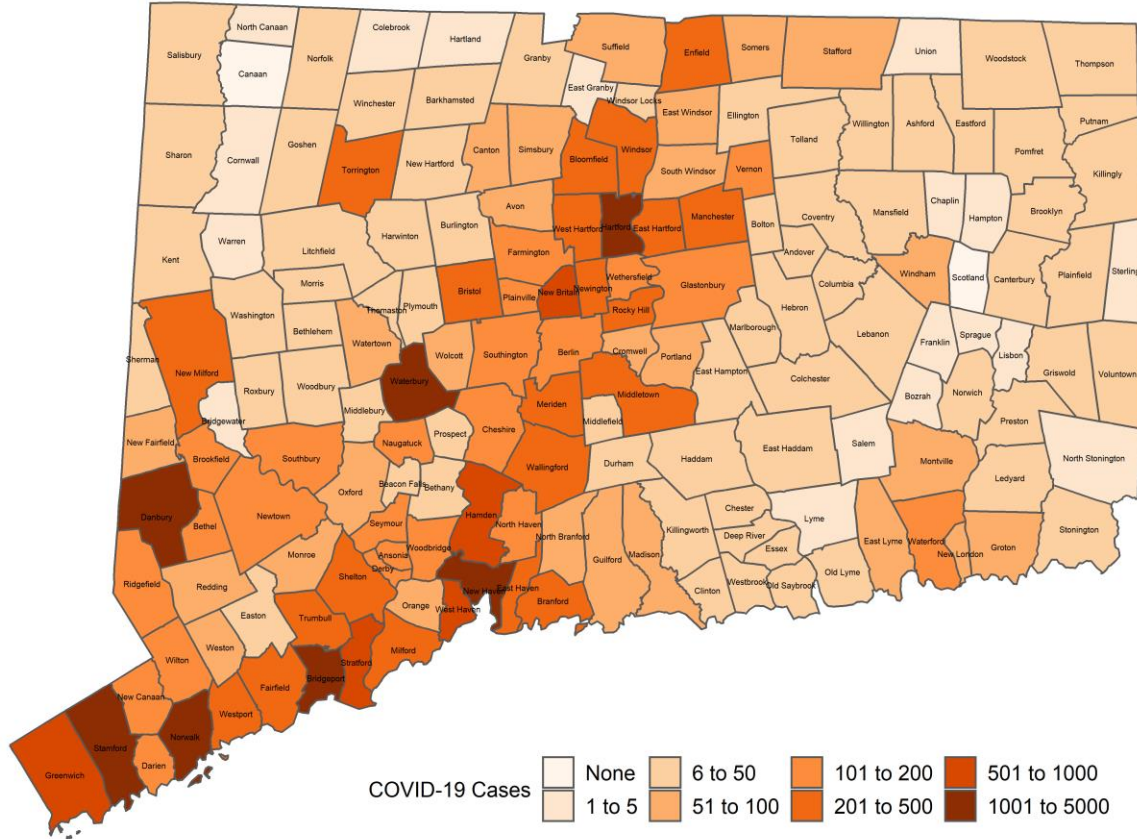 North Canaan
Colebrook
Hartland
Salisbury
Canaan
Norfolk
Granby
Suffield
Enfield
Somers
Stafford
Union
Woodstock
Thompson
East Granby
Windsor Locks
Winchester
Barkhamsted
East Windsor
Ellington
Willington
Ashford
Eastford
Putnam
Sharon
Cornwall
Goshen
Torrington
New Hartford
Canton
Simsbury
Bloomfield
Windsor
South Windsor
Vernon
Tolland
Pomfret
Killingly
Kent
Warren
Litchfield
Harwinton
Burlington
Avon
West Hartford
Hartford
East Hartford
Manchester
Bolton
Coventry
Mansfield
Chaplin
Hampton
Brooklyn
Morris
Farmington
Wethersfield
Glastonbury
Andover
Columbia
Windham
Scotland
Canterbury
Plainfield
Sterling
Washington
Bethlehem
Thomaston
Plymouth
Bristol
Plainville
New Britain
Newington
Rocky Hill
Hebron
Marlborough
Lebanon
Franklin
Sprague
Lisbon
Griswold
Voluntown
Sherman
New Milford
Roxbury
Woodbury
Watertown
Waterbury
Wolcott
Southington
Berlin
Cromwell
Portland
East Hampton
Colchester
Bozrah
Norwich
Preston
New Fairfield
Bridgewater
Middlebury
Naugatuck
Prospect
Cheshire
Meriden
Middlefield
Middletown
Brookfield
Southbury
Oxford
Beacon Falls
Bethany
Wallingford
Durham
Haddam
East Haddam
Salem
Montville
Ledyard
North Stonington
Danbury
Bethel
Newtown
Seymour
Ansonia
Derby
Woodbridge
Hamden
North Haven
North Branford
Guilford
Madison
Killingworth
Chester
Deep River
Essex
Lyme
East Lyme
Waterford
New London
Groton
Stonington
Ridgefield
Redding
Monroe
Shelton
Orange
West Haven
New Haven
East Haven
Branford
Clinton
Westbrook
Old Saybrook
Old Lyme
Easton
Trumbull
Weston
Wilton
Milford
Stratford
Bridgeport
Fairfield
Westport
New Canaan
Norwalk
Stamford
Darien
Greenwich
COVID-19 Cases
None
6 to 50
101 to 200
501 to 1000
1 to 5
51 to 100
201 to 500
1001 to 5000